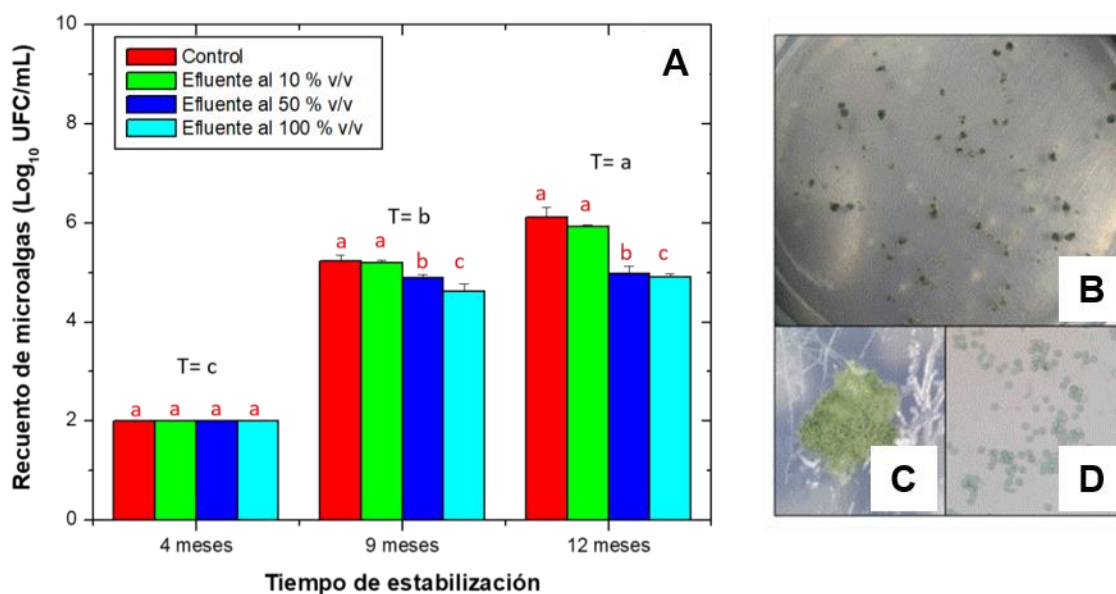 A
Control
Efluente al 10 % v/v
Efluente al 50 % v/v
Efluente al 100 % v/v
Recuento de microalgas (Log10 UFC/mL)
10
8
6
4
2
0
T= c
a a a a
T= b
a a b c
T= a
a a b c
4 meses 9 meses 12 meses
Tiempo de estabilización
B
C
D